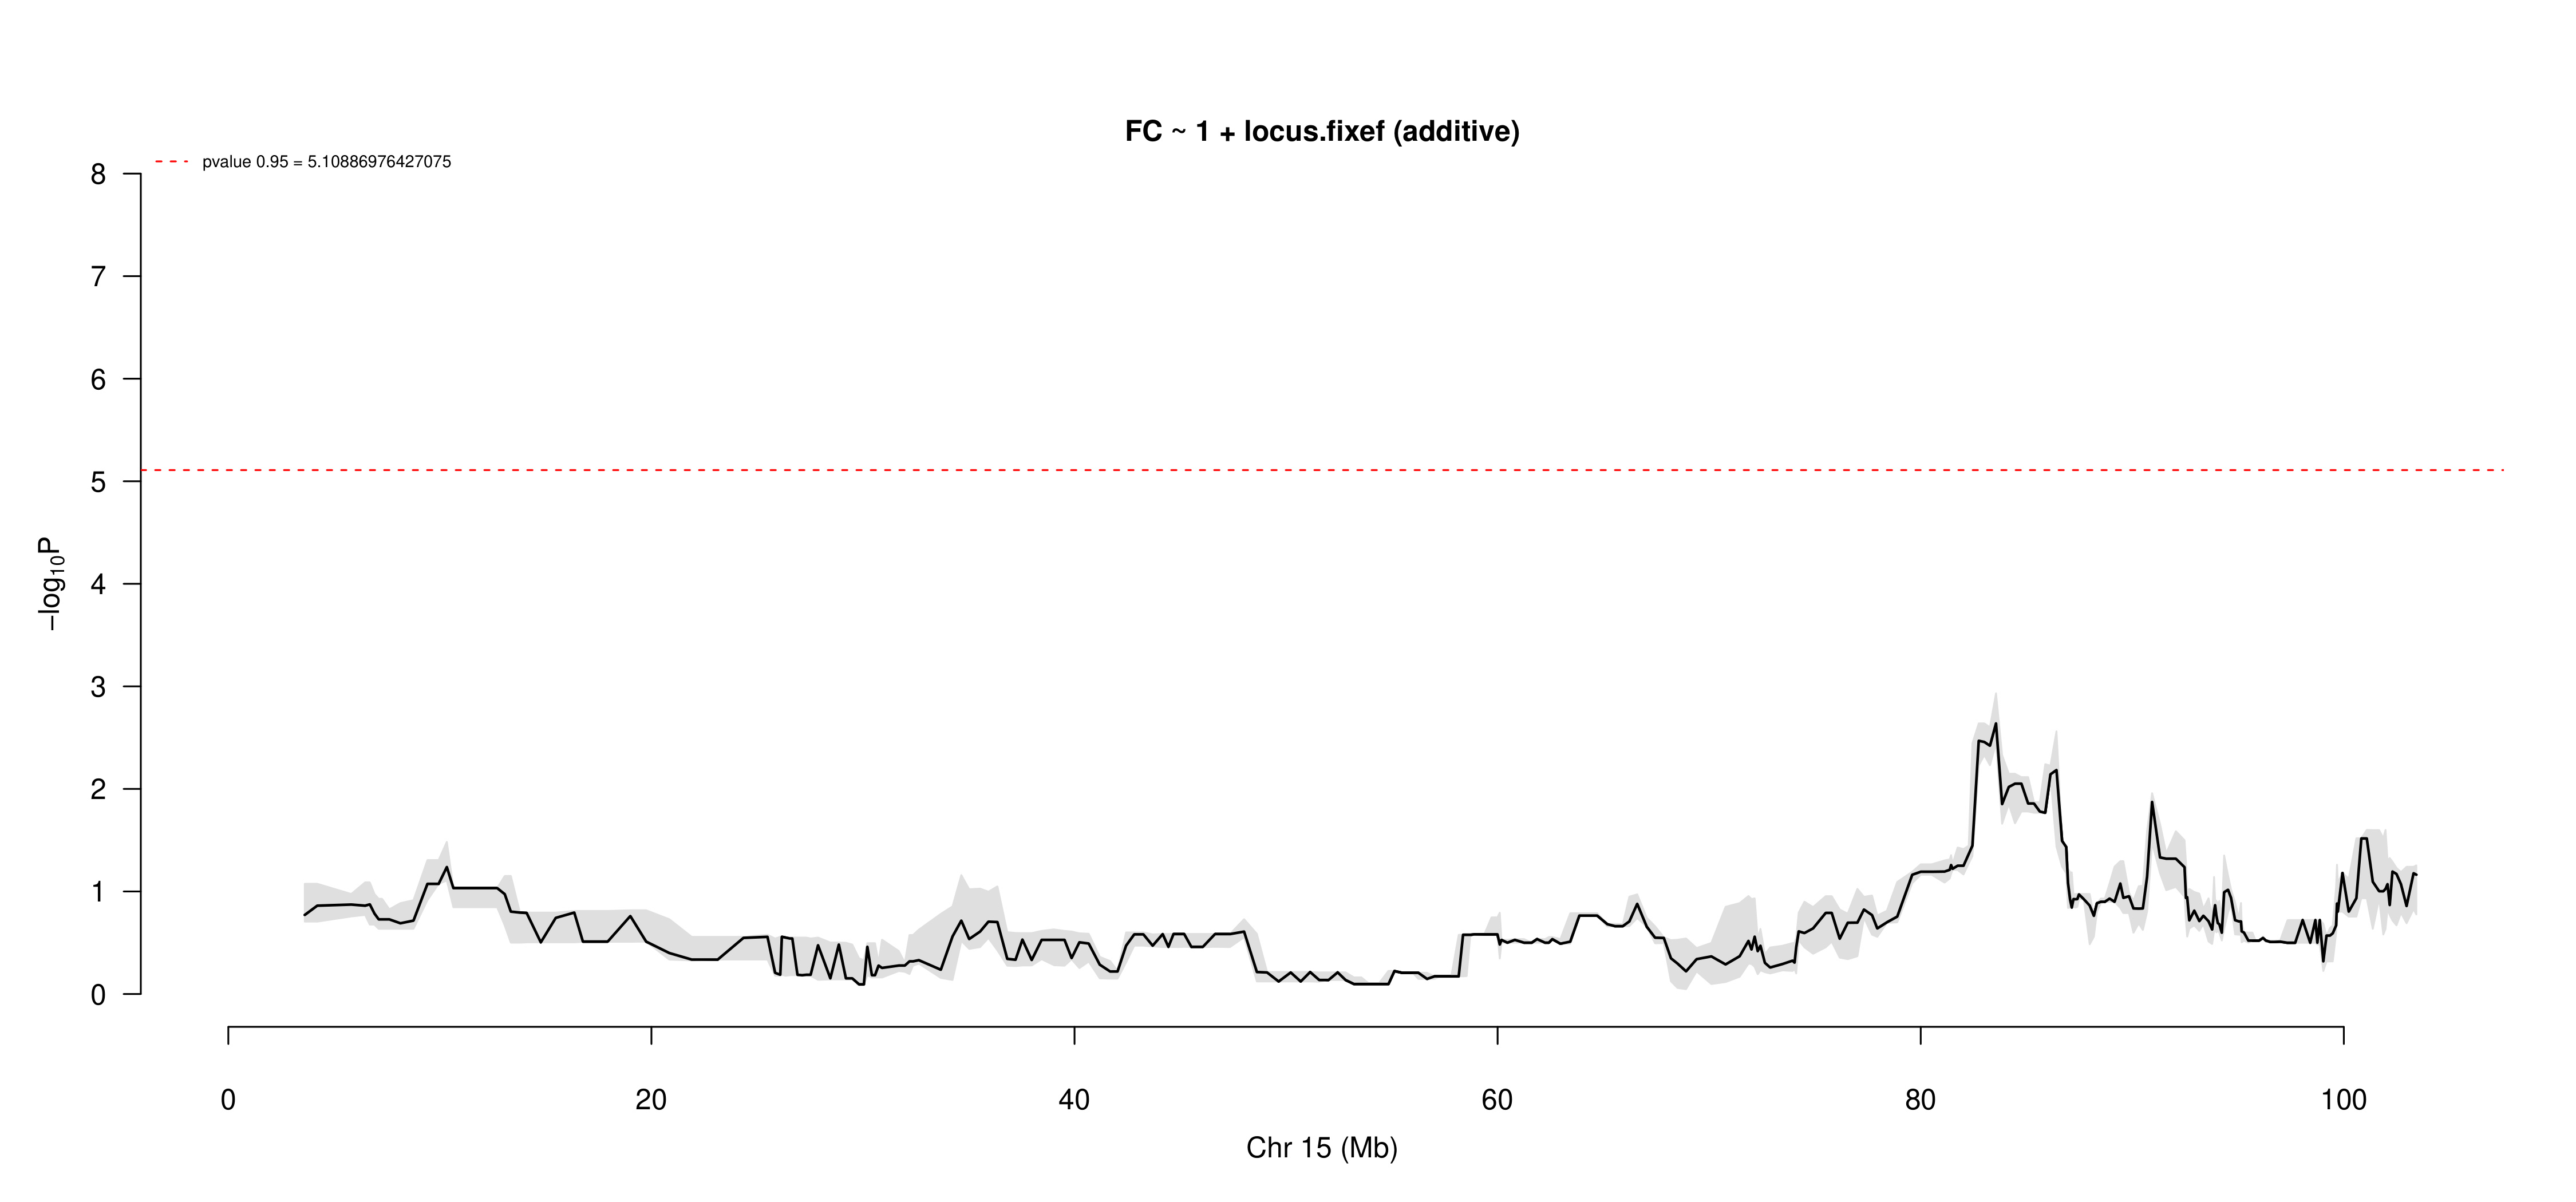 FC ~ 1 + locus.fixef (additive)
pvalue 0.95 = 5.10886976427075
8
7
6
5
4
3
2
1
0
−log₁₀P
0 20 40 60 80 100
Chr 15 (Mb)